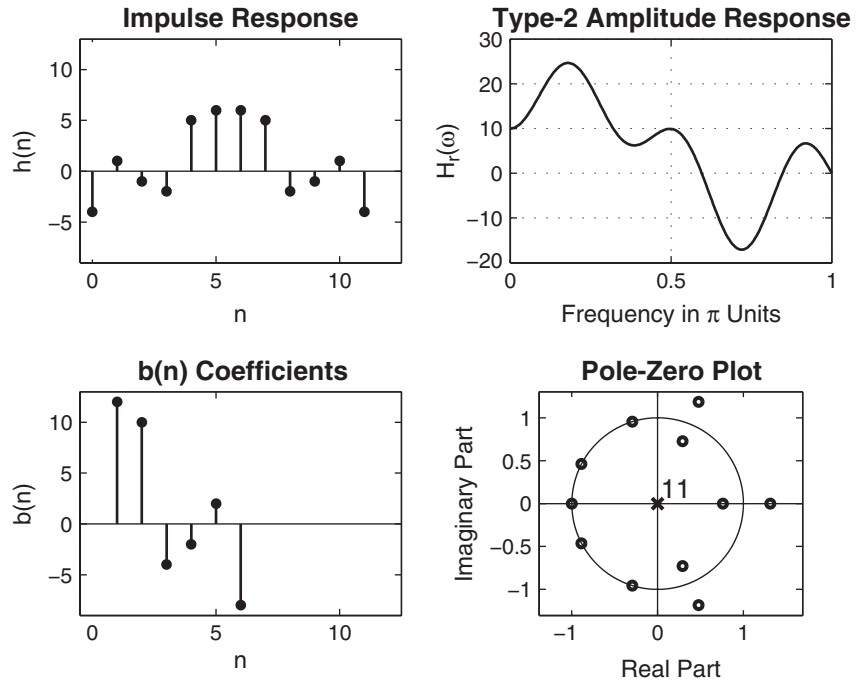 Impulse Response
10
5
0
−5
h(n)
0
5
10
n
Type-2 Amplitude Response
30
20
10
0
−10
−20
Hr(ω)
0
0.5
1
Frequency in π Units
b(n) Coefficients
10
5
0
−5
b(n)
0
5
10
n
Pole-Zero Plot
1
0.5
0
−0.5
−1
Imaginary Part
11
−1
0
1
Real Part